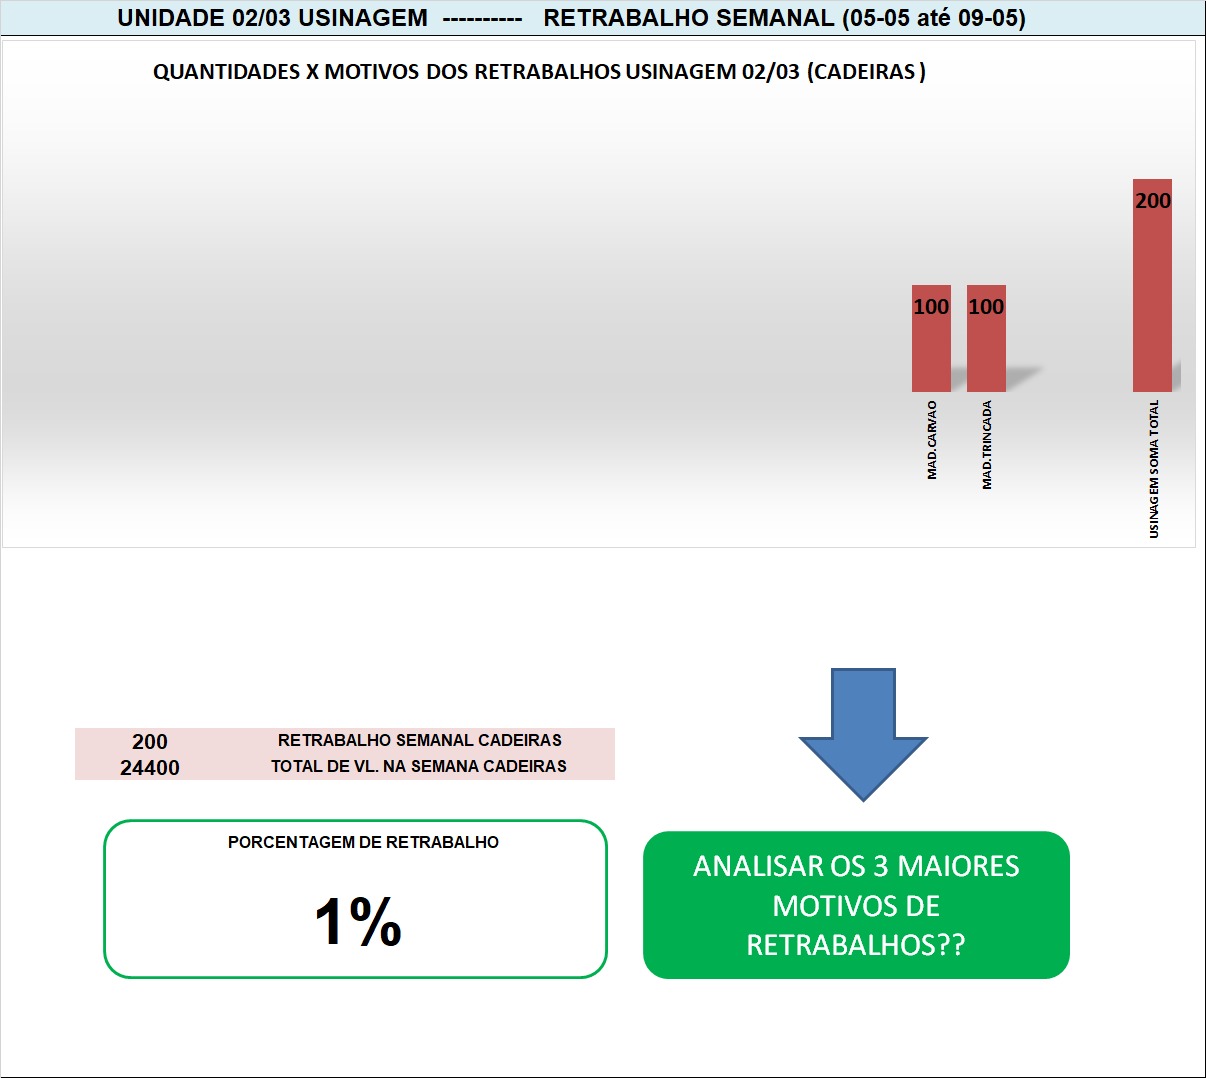 UNIDADE 02/03 USINAGEM ---------- RETRABALHO SEMANAL (05-05 até 09-05)
QUANTIDADES X MOTIVOS DOS RETRABALHOS USINAGEM 02/03 (CADEIRAS)
200
100
100
MAD.CARVAO
MAD.TRINCADA
USINAGEM SOMA TOTAL
200 RETRABALHO SEMANAL CADEIRAS
24400 TOTAL DE VL. NA SEMANA CADEIRAS
PORCENTAGEM DE RETRABALHO
1%
ANALISAR OS 3 MAIORES
MOTIVOS DE
RETRABALHOS??